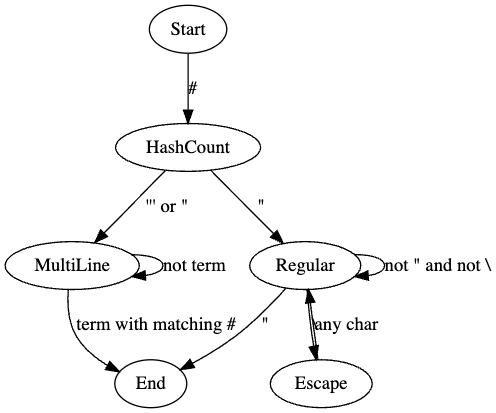 Start
#
HashCount
''' or "
"
MultiLine
not term
Regular
not " and not \
term with matching #
"
any char
End
Escape